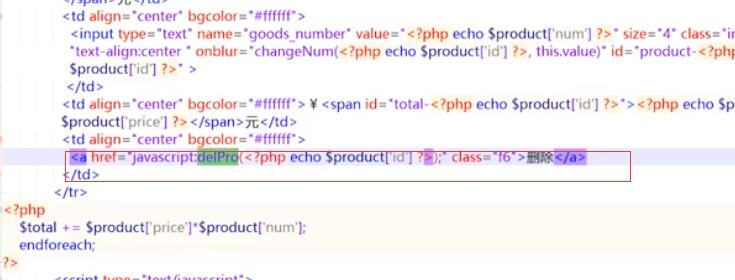 </span>元</td>
<td align="center" bgcolor="#ffffff">
<input type="text" name="goods_number" value="<?php echo $product['num'] ?>" size="4" class="in
"text-align:center " onblur="changeNum(<?php echo $product['id'] ?>, this.value)" id="product-<?php
$product['id'] ?>" >
</td>
<td align="center" bgcolor="#ffffff">￥<span id="total-<?php echo $product['id'] ?>"><?php echo $p
$product['price'] ?></span>元</td>
<td align="center" bgcolor="#ffffff">
<a href="javascript:delPro(<?php echo $product['id'] ?>);" class="f6">删除</a>
</td>
</tr>
<?php
$total += $product['price']*$product['num'];
endforeach;
?>
<script type="text/javascript">